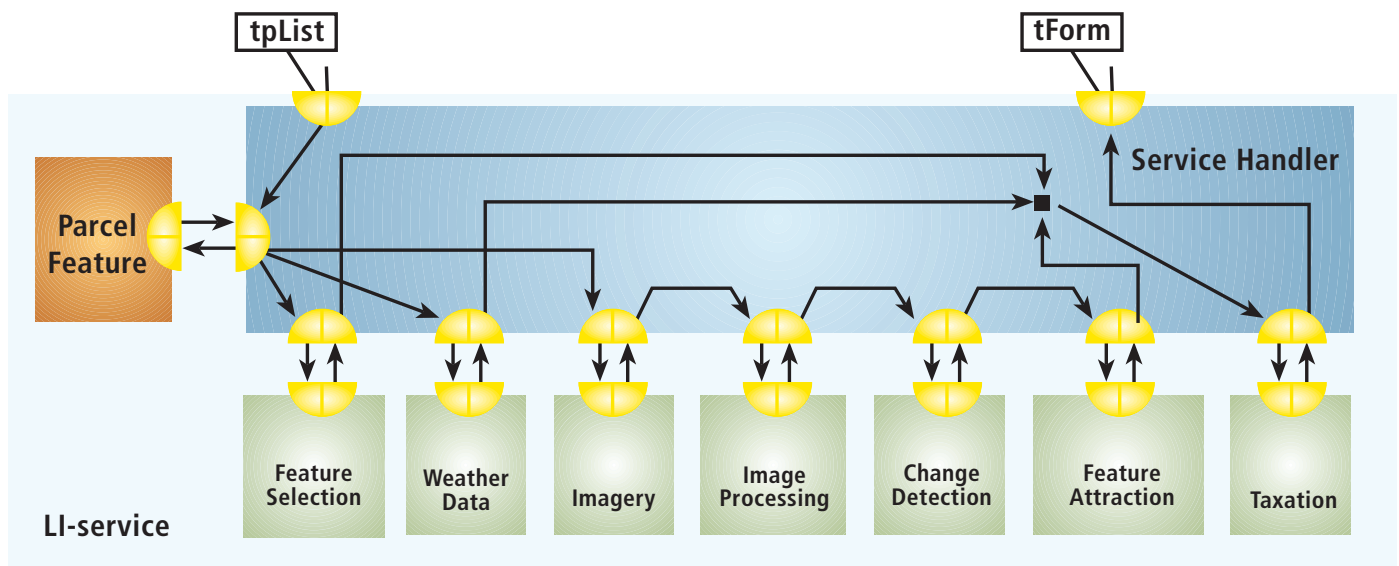 tpList
tForm
Service Handler
Parcel
Feature
Feature
Selection
Weather
Data
Imagery
Image
Processing
Change
Detection
Feature
Attraction
Taxation
LI-service